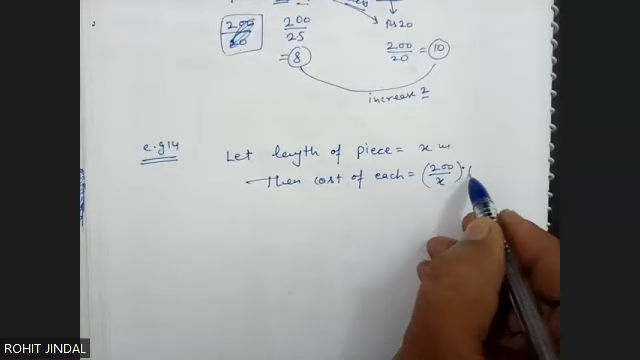 200
20
200
25
= 8
Rs 20
200
20
= 10
increase 2
e.g 14
Let length of piece = x m
Then cost of each = (200/x)
ROHIT JINDAL